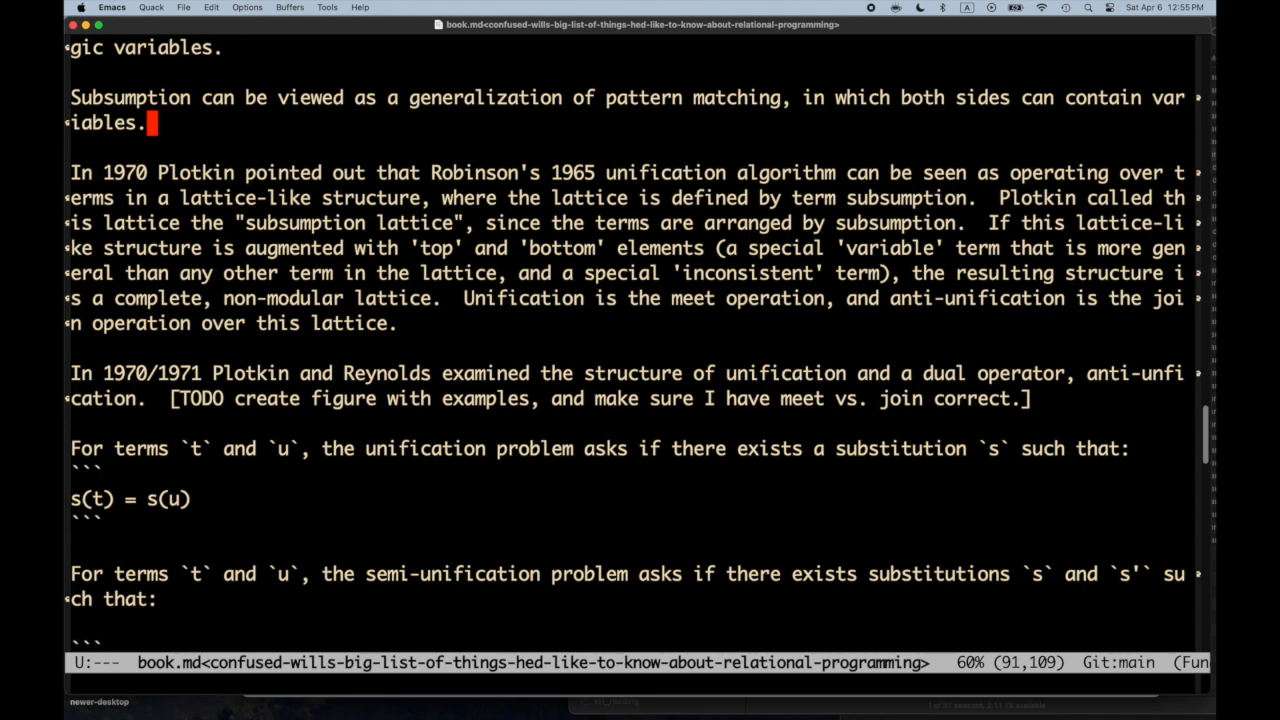 Emacs Quack File Edit Options Buffers Tools Help Sat Apr 6 12:55 PM
book.md<confused-wills-big-list-of-things-hed-like-to-know-about-relational-programming>
gic variables.
Subsumption can be viewed as a generalization of pattern matching, in which both sides can contain var
iables.
In 1970 Plotkin pointed out that Robinson's 1965 unification algorithm can be seen as operating over t
erms in a lattice-like structure, where the lattice is defined by term subsumption.  Plotkin called th
is lattice the "subsumption lattice", since the terms are arranged by subsumption.  If this lattice-li
ke structure is augmented with 'top' and 'bottom' elements (a special 'variable' term that is more gen
eral than any other term in the lattice, and a special 'inconsistent' term), the resulting structure i
s a complete, non-modular lattice.  Unification is the meet operation, and anti-unification is the joi
n operation over this lattice.
In 1970/1971 Plotkin and Reynolds examined the structure of unification and a dual operator, anti-unfi
cation.  [TODO create figure with examples, and make sure I have meet vs. join correct.]
For terms `t` and `u`, the unification problem asks if there exists a substitution `s` such that:
```
s(t) = s(u)
```
For terms `t` and `u`, the semi-unification problem asks if there exists substitutions `s` and `s'` su
ch that:
```
U:--- book.md<confused-wills-big-list-of-things-hed-like-to-know-about-relational-programming> 60% (91,109) Git:main (Fun
newer-desktop